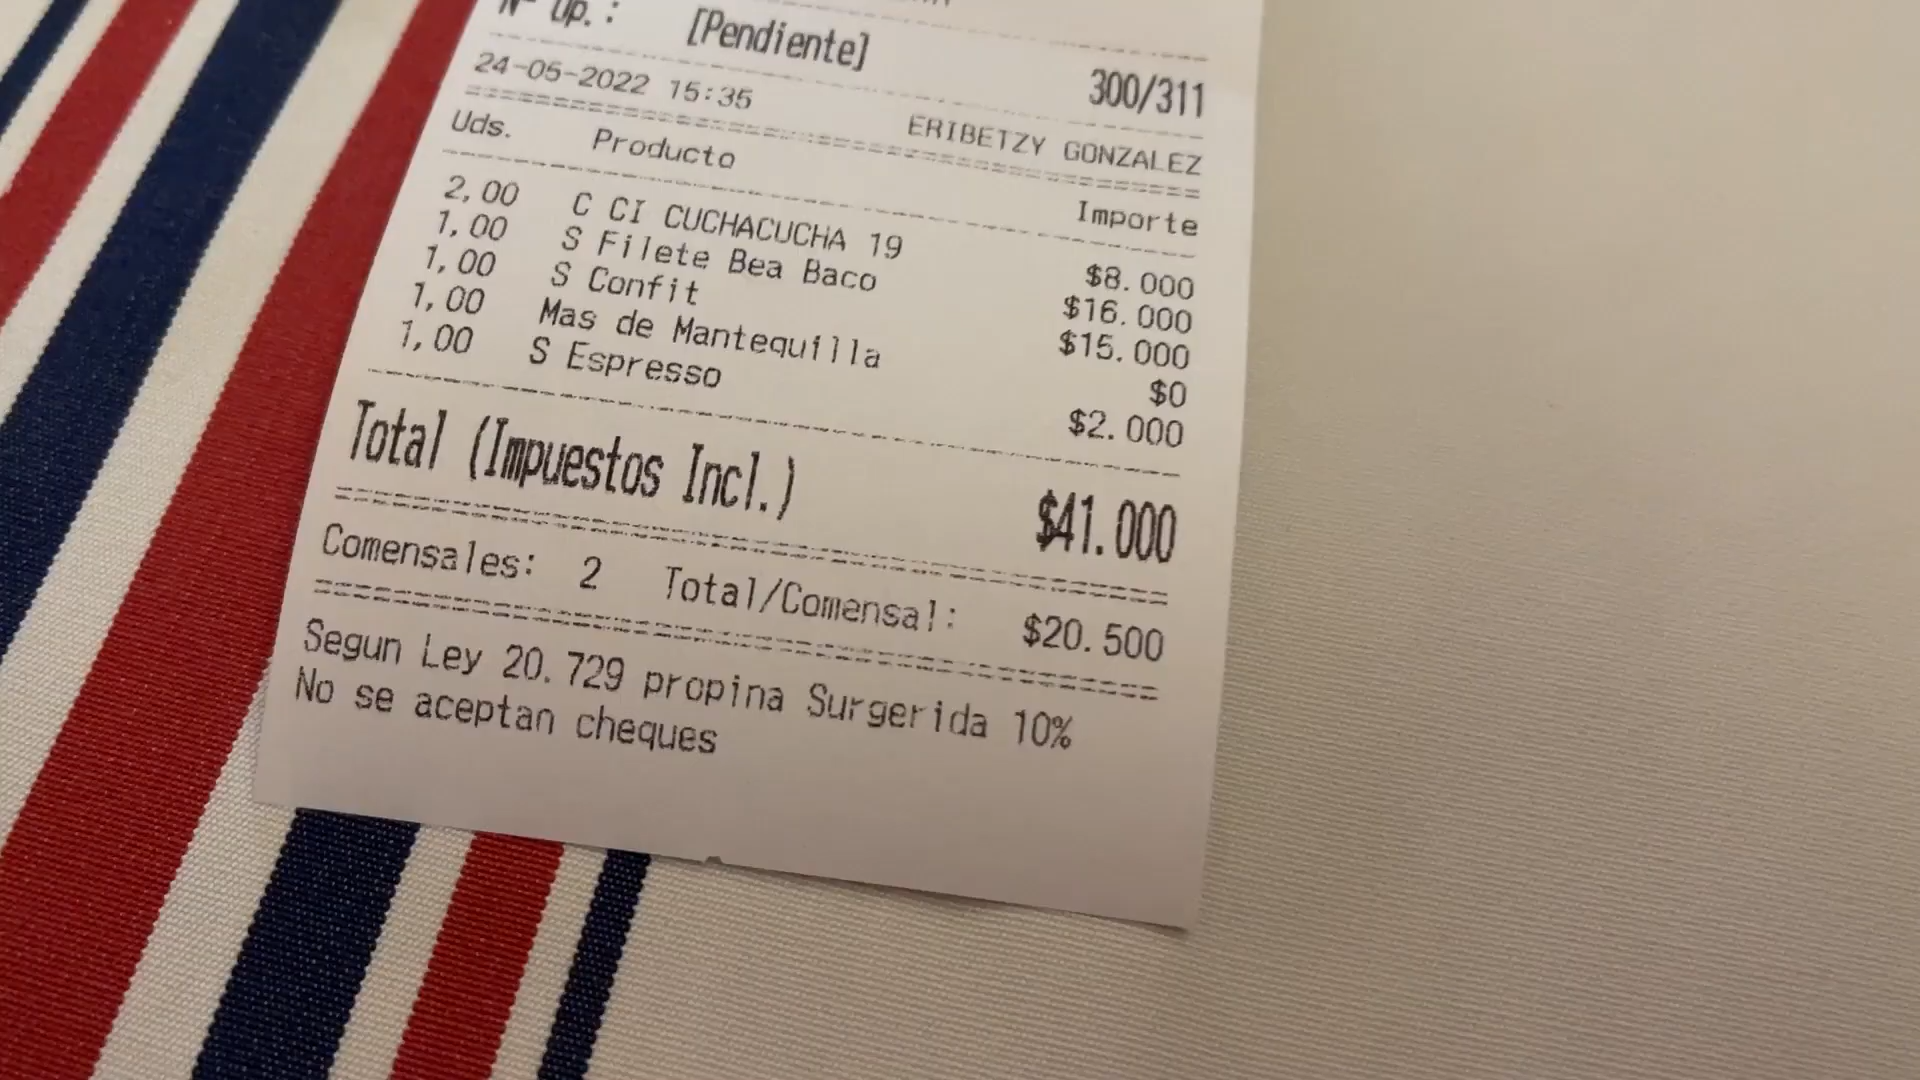 Nº Op.: [Pendiente] 300/311
24-05-2022 15:35 ERIBETZY GONZALEZ
Uds. Producto Importe
2,00 C CI CUCHACUCHA 19 $8.000
1,00 S Filete Bea Baco $16.000
1,00 S Confit $15.000
1,00 Mas de Mantequilla $0
1,00 S Espresso $2.000
Total (Impuestos Incl.) $41.000
Comensales: 2 Total/Comensal: $20.500
Segun Ley 20.729 propina Surgerida 10%
No se aceptan cheques